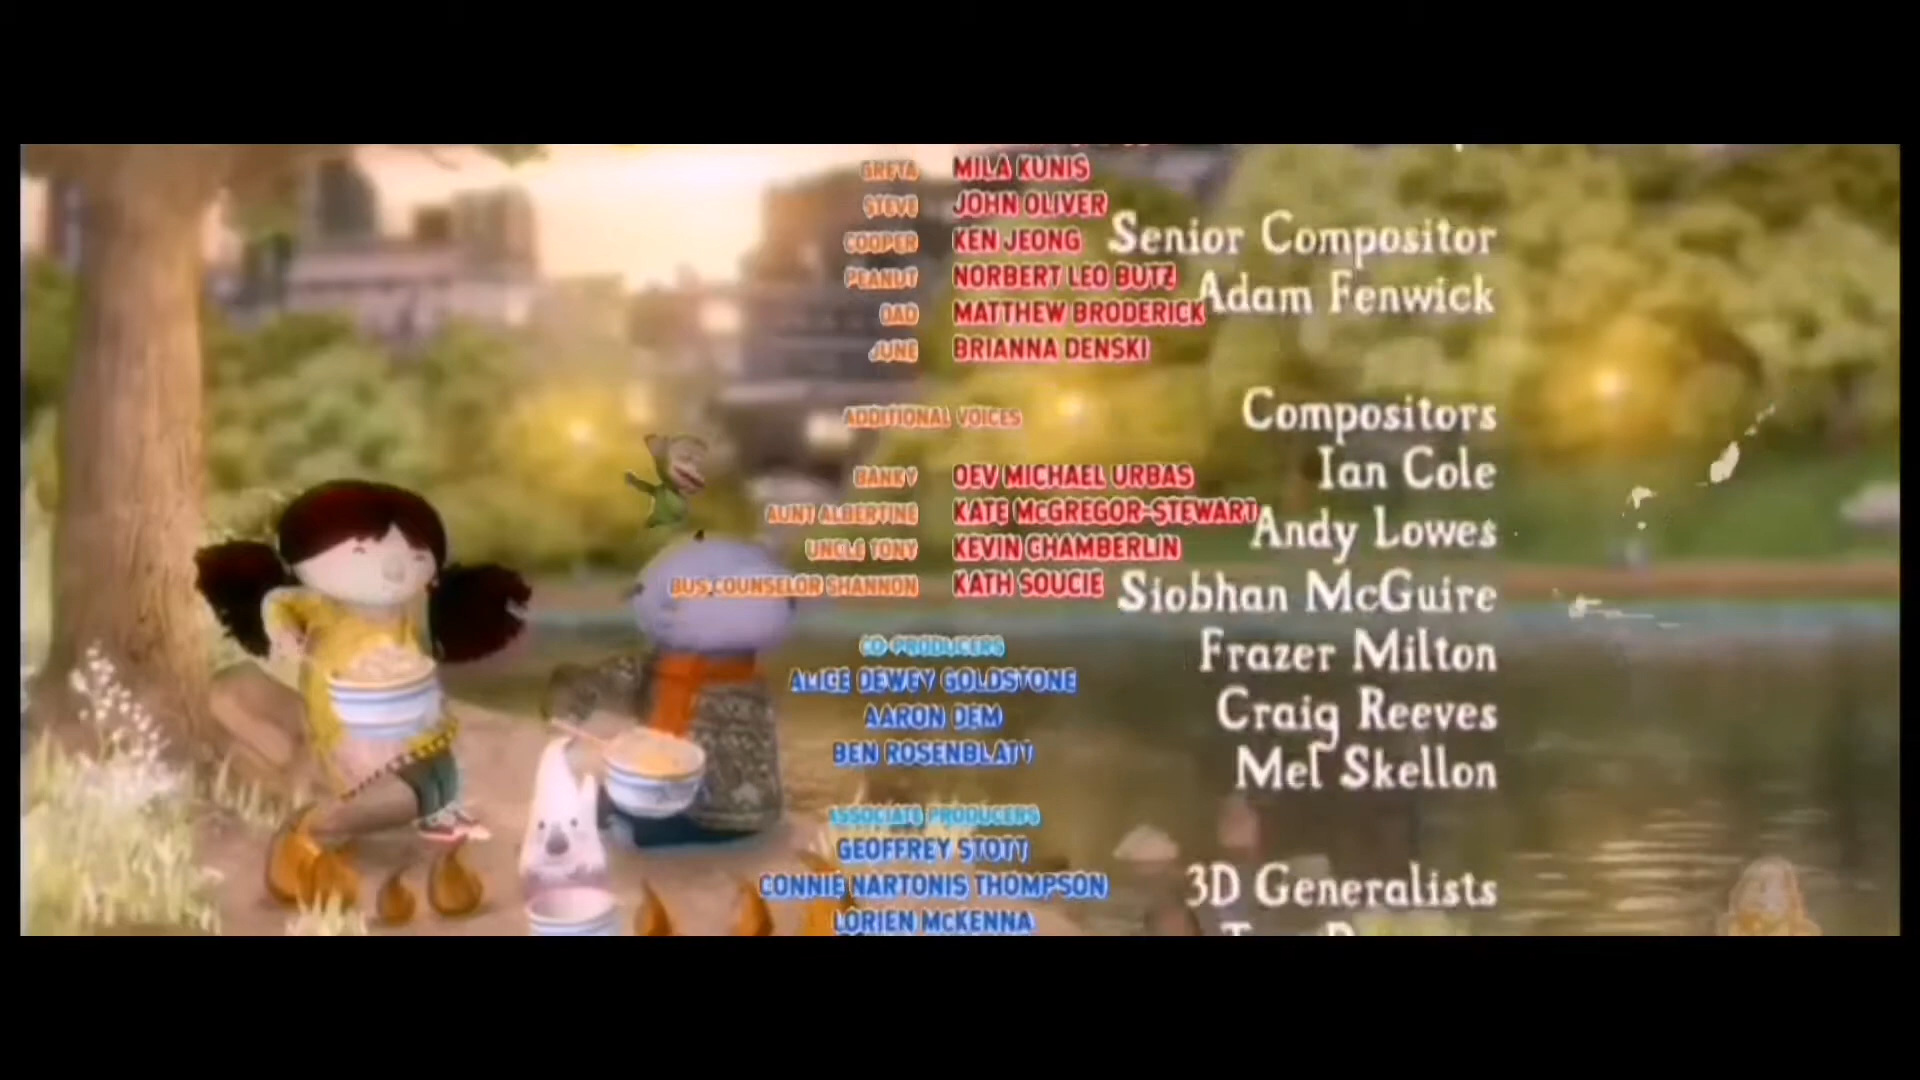 GRETA MILA KUNIS
STEVE JOHN OLIVER
COOPER KEN JEONG
PEANUT NORBERT LEO BUTZ
DAD MATTHEW BRODERICK
JUNE BRIANNA DENSKI
ADDITIONAL VOICES
BANKY OEV MICHAEL URBAS
AUNT ALBERTINE KATE McGREGOR-STEWART
UNCLE TONY KEVIN CHAMBERLIN
BUS COUNSELOR SHANNON KATH SOUCIE
CO-PRODUCERS
ALICE DEWEY GOLDSTONE
AARON DEM
BEN ROSENBLATT
ASSOCIATE PRODUCERS
GEOFFREY STOTT
CONNIE NARTONIS THOMPSON
LORIEN McKENNA
Senior Compositor
Adam Fenwick
Compositors
Ian Cole
Andy Lowes
Siobhan McGuire
Frazer Milton
Craig Reeves
Mel Skellon
3D Generalists